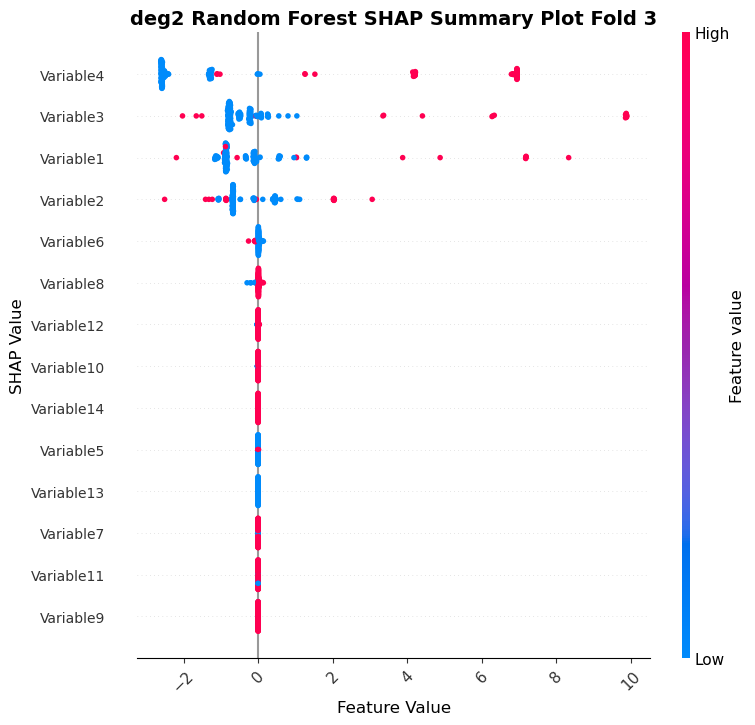 deg2 Random Forest SHAP Summary Plot Fold 3
High
Variable4
Variable3
Variable1
Variable2
Variable6
Variable8
Variable12
Variable10
Variable14
Variable5
Variable13
Variable7
Variable11
Variable9
SHAP Value
Feature value
Low
−2
0
2
4
6
8
10
Feature Value